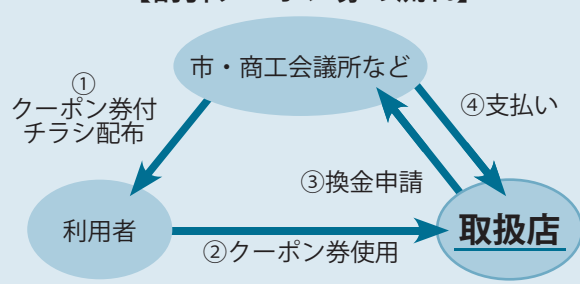 市・商工会議所など
①
クーポン券付
チラシ配布
④支払い
③換金申請
利用者
②クーポン券使用
取扱店